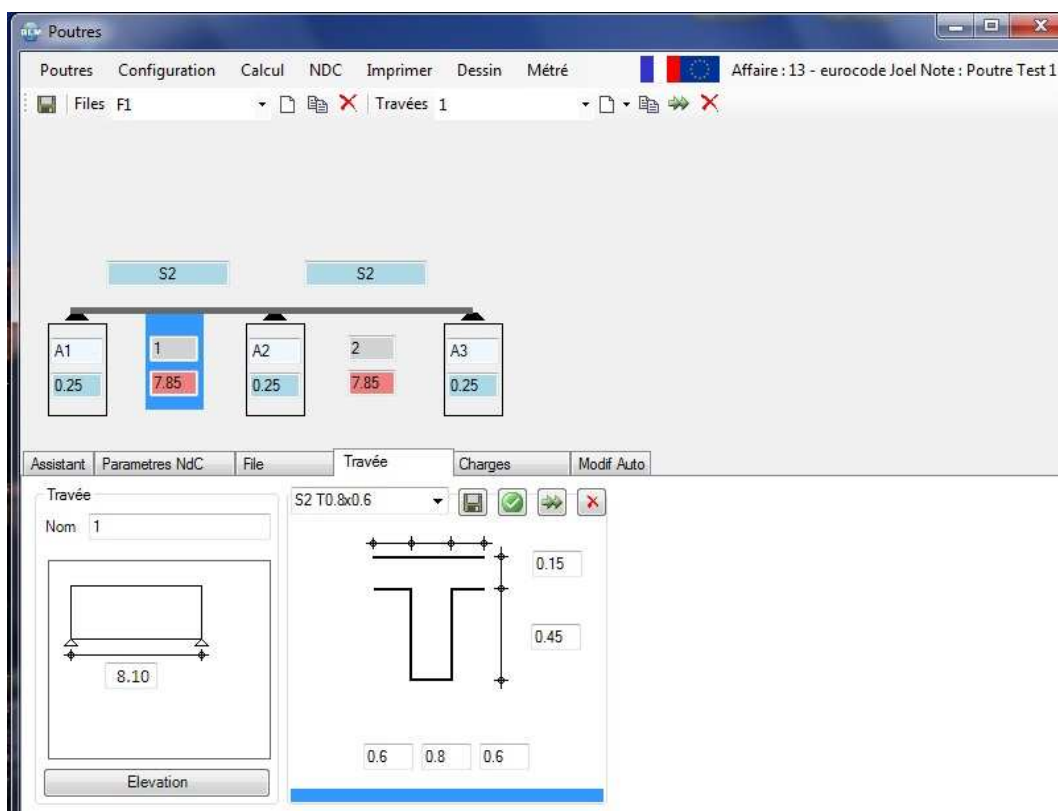 Poutres
Poutres Configuration Calcul NDC Imprimer Dessin Métré Affaire : 13 - eurocode Joel Note : Poutre Test 1
Files F1 Travées 1
S2 S2
A1 1 A2 2 A3
0.25 7.85 0.25 7.85 0.25
Assistant Parametres NdC File Travée Charges Modif Auto
Travée
S2 T0.8x0.6
Nom 1
0.15
0.45
8.10
0.6 0.8 0.6
Elevation